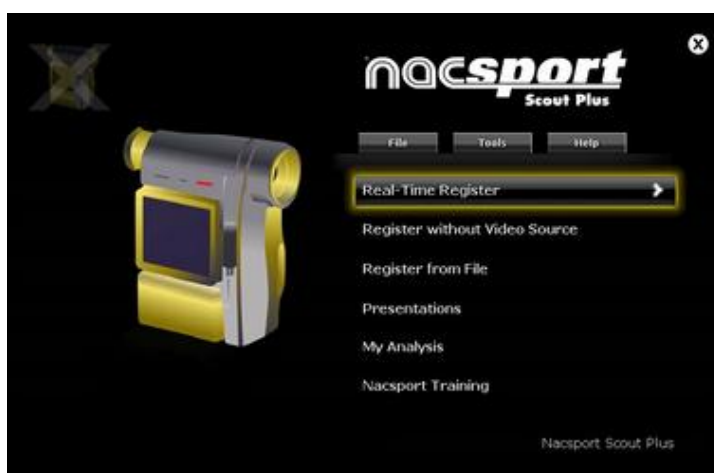 nacsport
Scout Plus
File Tools Help
Real-Time Register
Register without Video Source
Register from File
Presentations
My Analysis
Nacsport Training
Nacsport Scout Plus